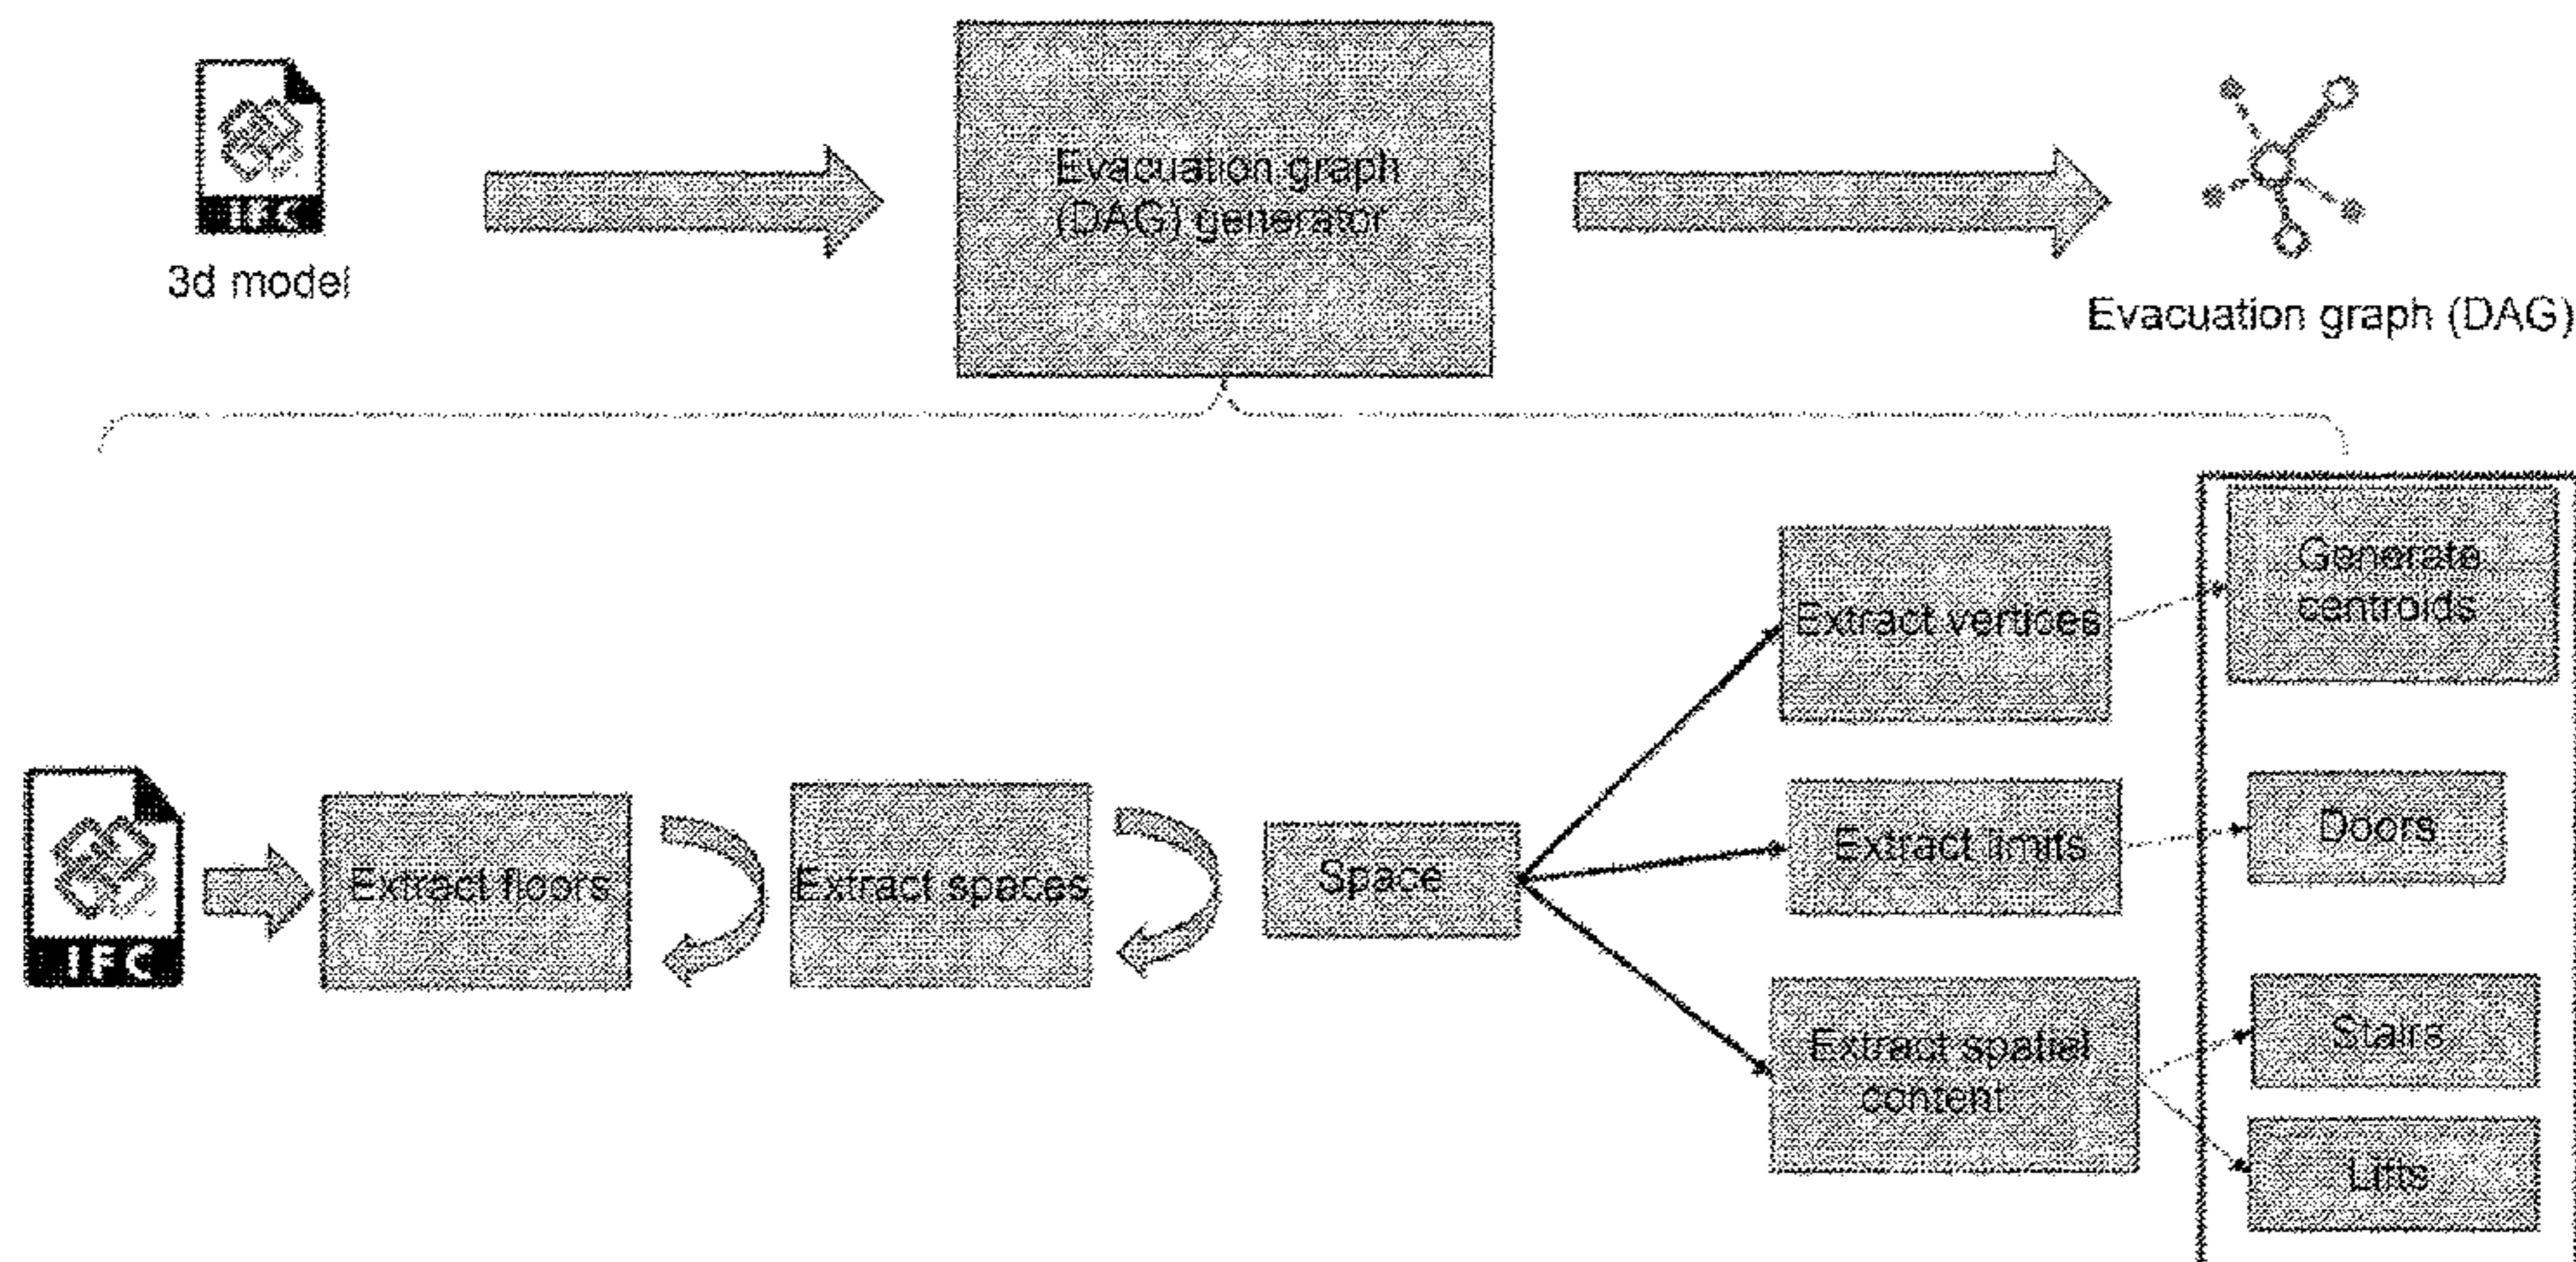 Evacuation graph
(DAG) generator
IFC
3d model
Evacuation graph (DAG)
Generate
centroids
Extract vertices
Doors
Extract limits
Space
Extract floors
Extract spaces
IFC
Stairs
Extract spatial
content
Lifts